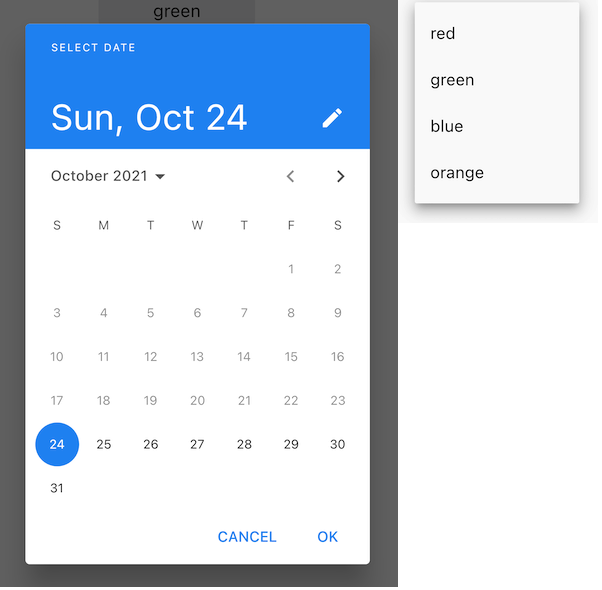 green
SELECT DATE
Sun, Oct 24
October 2021
S M T W T F S
1 2
3 4 5 6 7 8 9
10 11 12 13 14 15 16
17 18 19 20 21 22 23
24 25 26 27 28 29 30
31
CANCEL OK
red
green
blue
orange